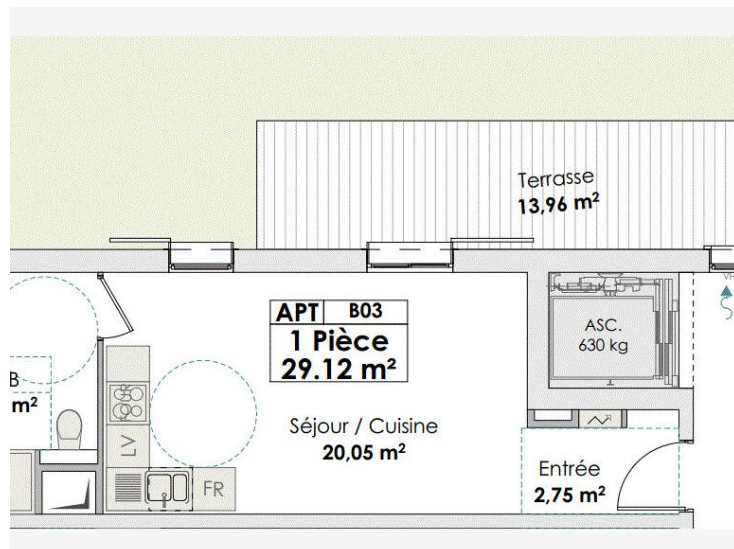 Terrasse
13,96 m²
APT B03
1 Pièce
29.12 m²
ASC.
630 kg
B
m²
FOUR
LV
FR
Séjour / Cuisine
20,05 m²
Entrée
2,75 m²